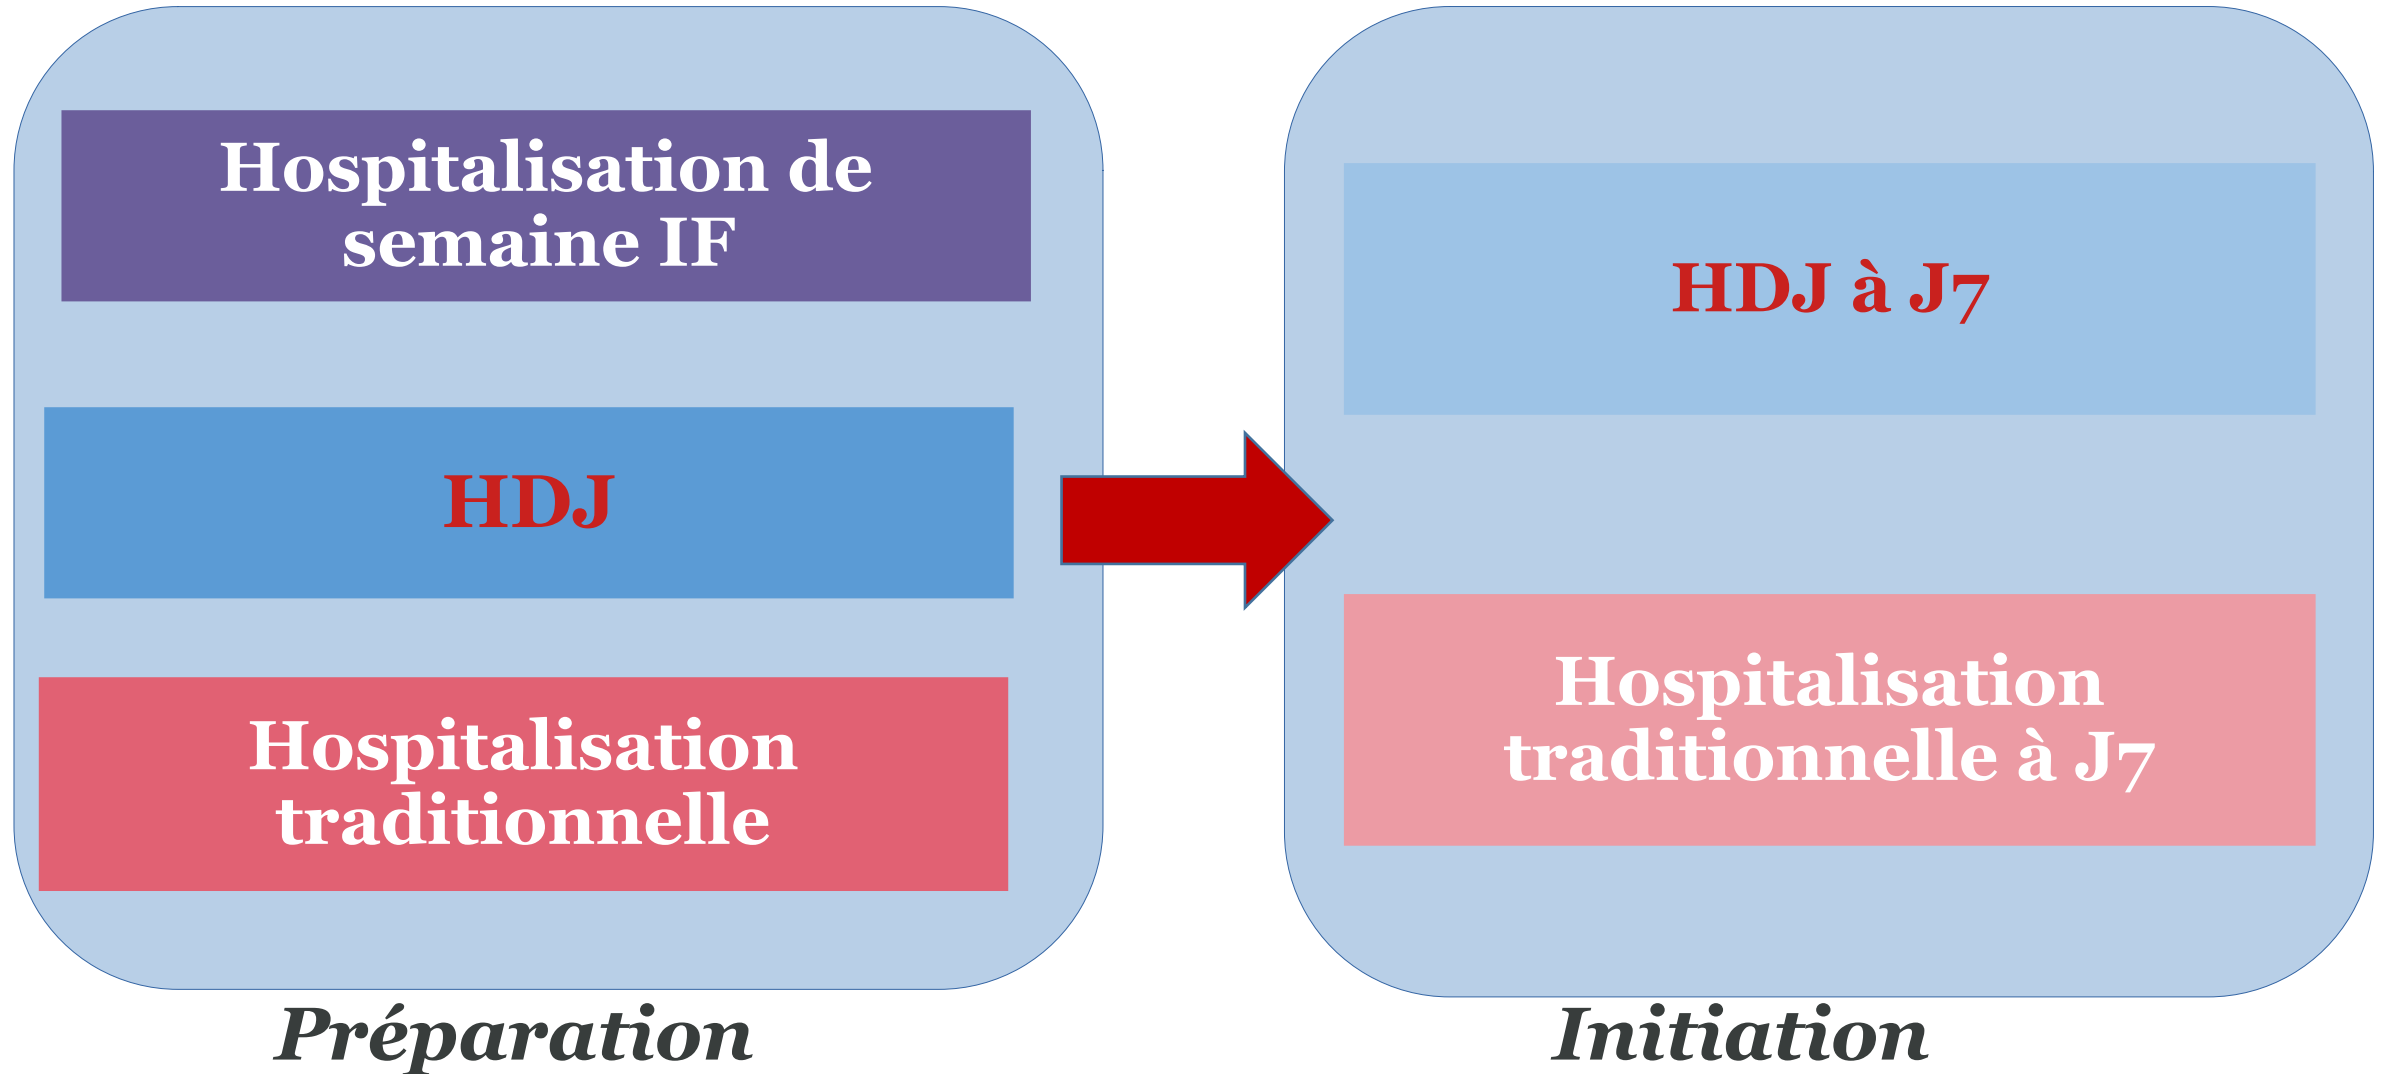 Hospitalisation de
semaine IF
HDJ
Hospitalisation
traditionnelle
Préparation
HDJ à J7
Hospitalisation
traditionnelle à J7
Initiation